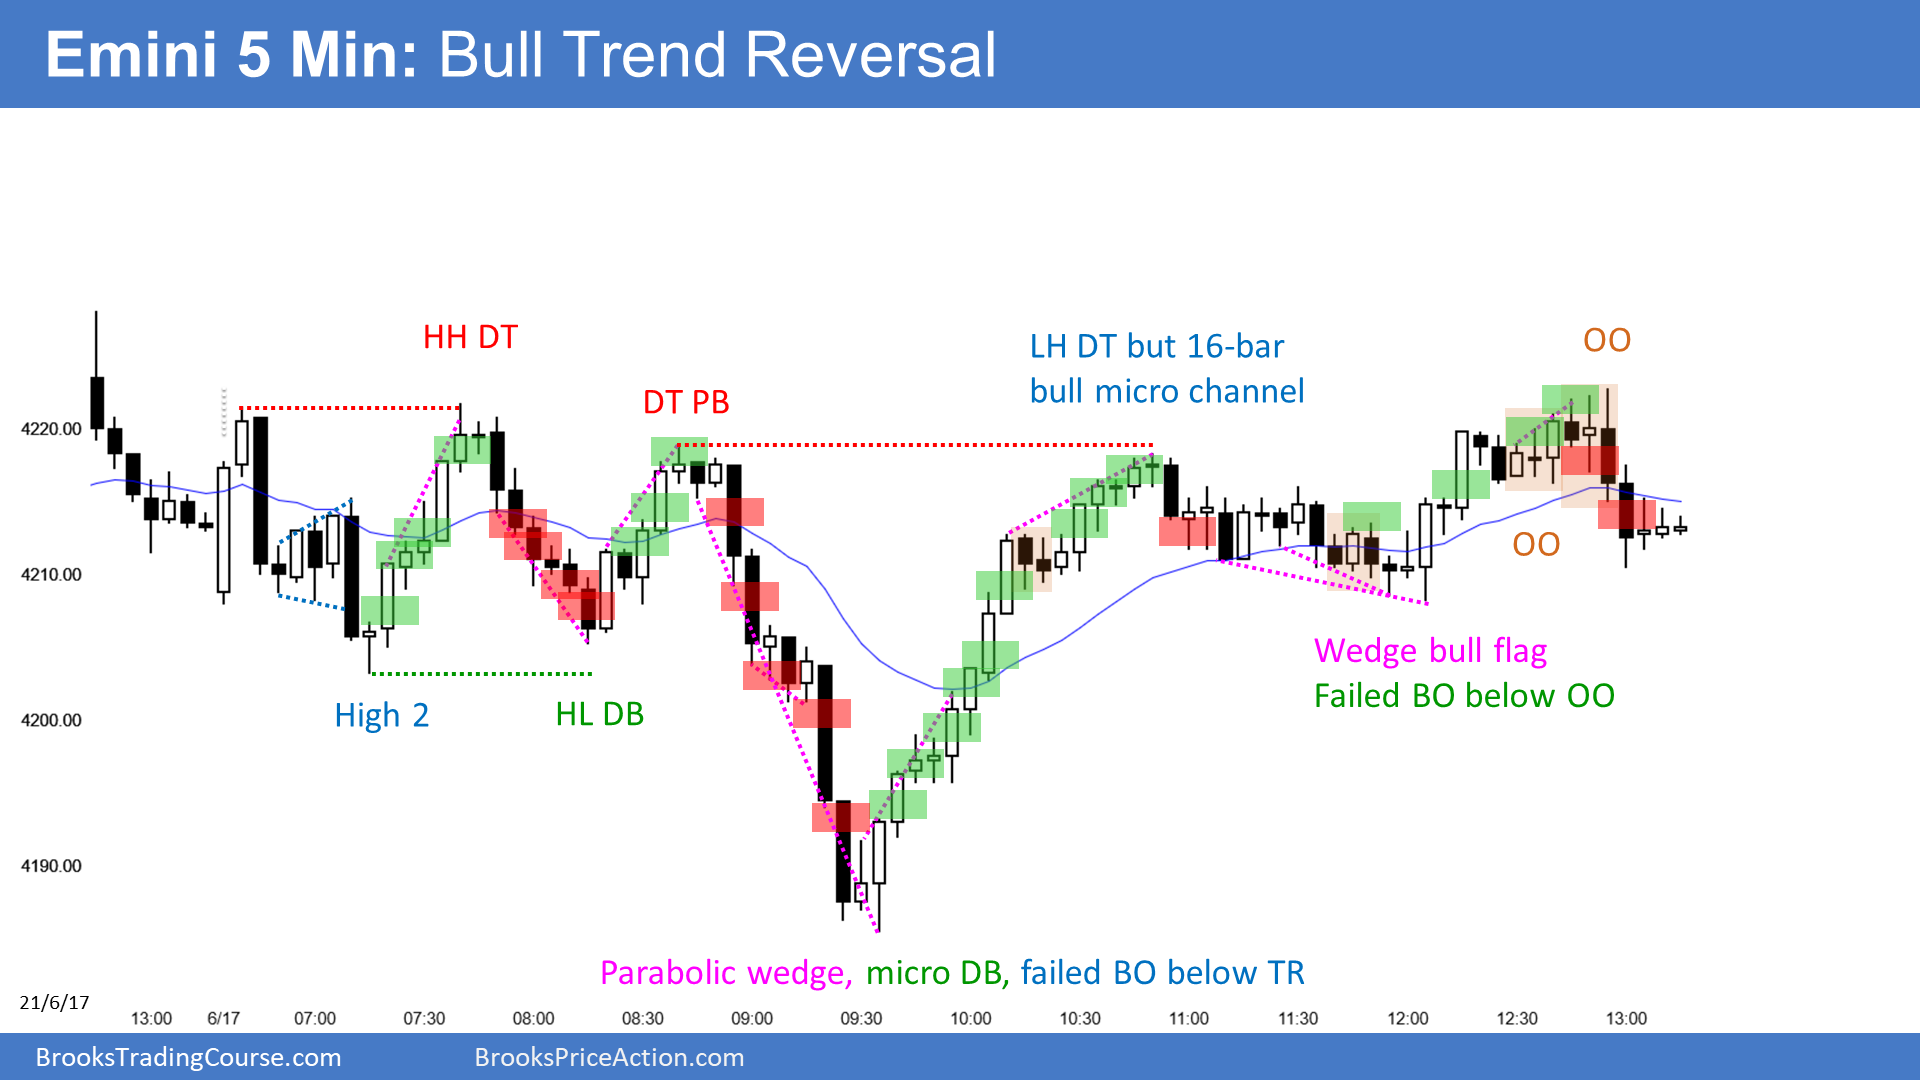 Emini 5 Min: Bull Trend Reversal
HH DT
DT PB
LH DT but 16-bar
bull micro channel
OO
4220.00
OO
4210.00
Wedge bull flag
Failed BO below OO
High 2
HL DB
4200.00
4190.00
Parabolic wedge, micro DB, failed BO below TR
21/6/17
13:00 6/17 07:00 07:30 08:00 08:30 09:00 09:30 10:00 10:30 11:00 11:30 12:00 12:30 13:00
BrooksTradingCourse.com BrooksPriceAction.com